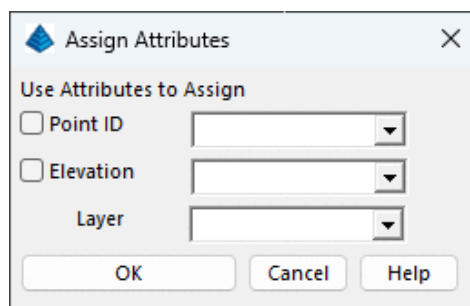 Assign Attributes
Use Attributes to Assign
Point ID
Elevation
Layer
OK Cancel Help